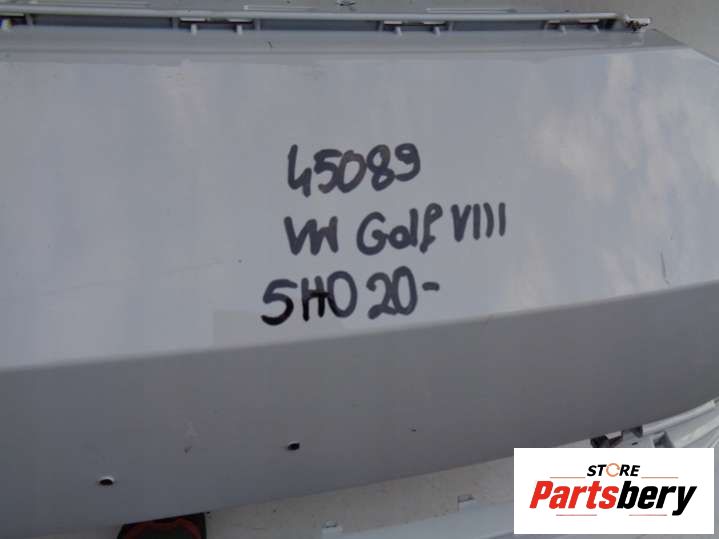 45089
VW Golf VIII
5H0 20-
STORE
Partsbery